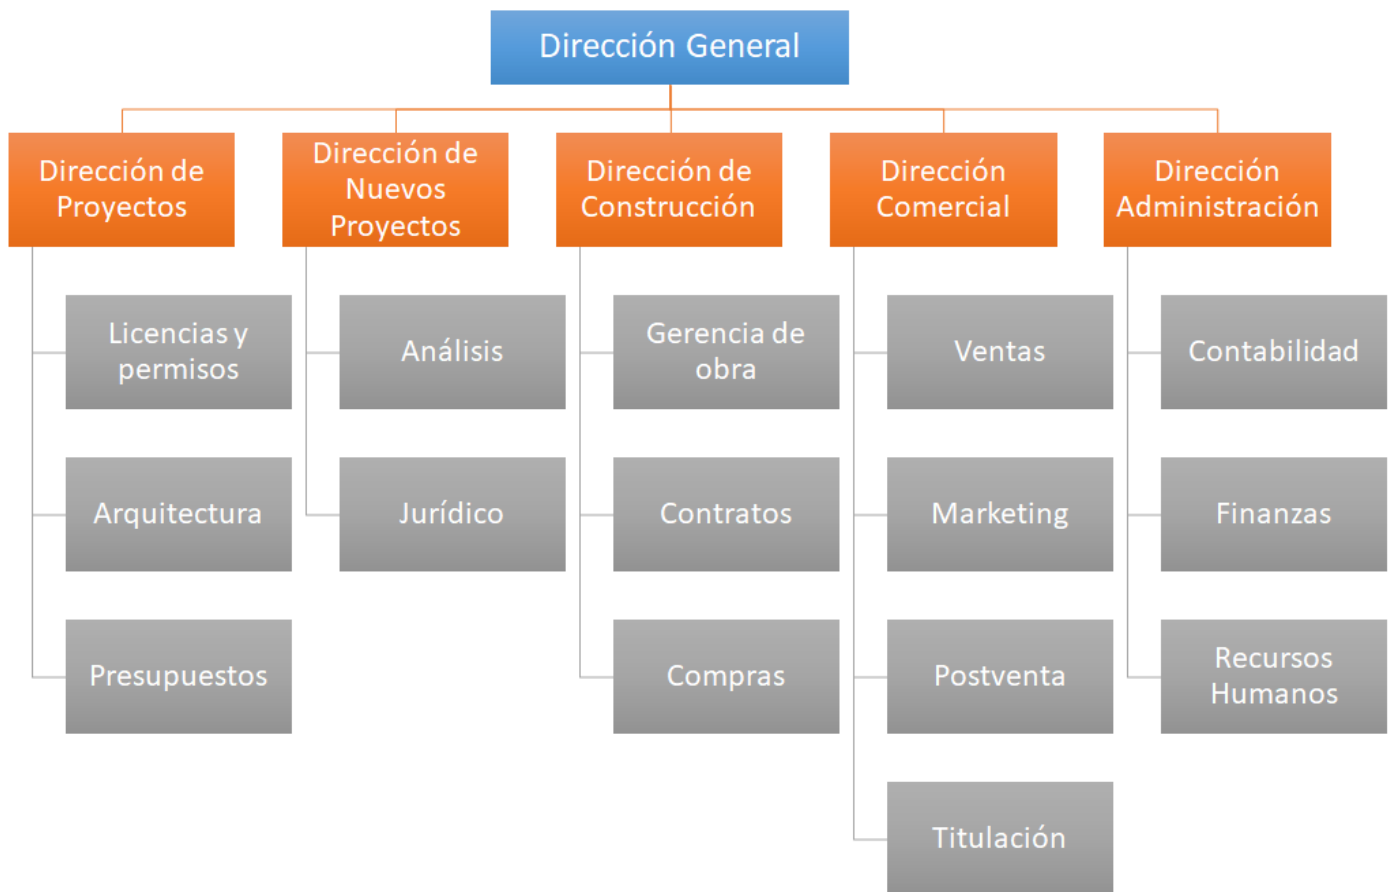 Dirección General
Dirección de
Proyectos
Dirección de
Nuevos
Proyectos
Dirección de
Construcción
Dirección
Comercial
Dirección
Administración
Licencias y
permisos
Análisis
Gerencia de
obra
Ventas
Contabilidad
Arquitectura
Jurídico
Contratos
Marketing
Finanzas
Presupuestos
Compras
Postventa
Recursos
Humanos
Titulación